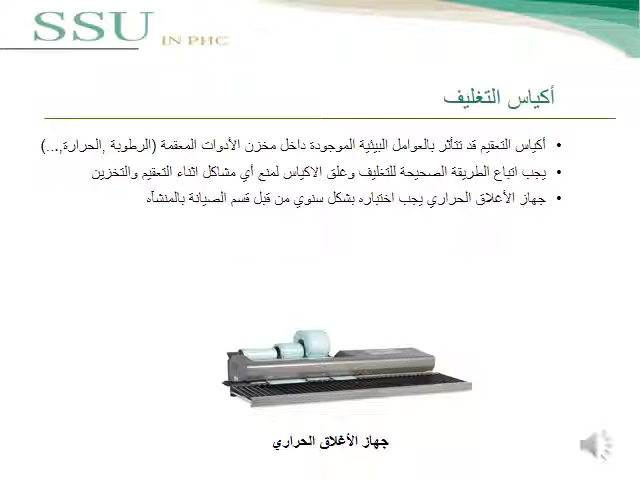 SSU
IN PHC
أكياس التغليف
• أكياس التعقيم قد تتأثر بالعوامل البيئية الموجودة داخل مخزن الأدوات المعقمة (الرطوبة ,الحرارة,...)
• يجب اتباع الطريقة الصحيحة للتغليف وغلق الاكياس لمنع أي مشاكل اثناء التعقيم والتخزين
• جهاز الأغلاق الحراري يجب اختباره بشكل سنوي من قبل قسم الصيانة بالمنشآه
جهاز الأغلاق الحراري